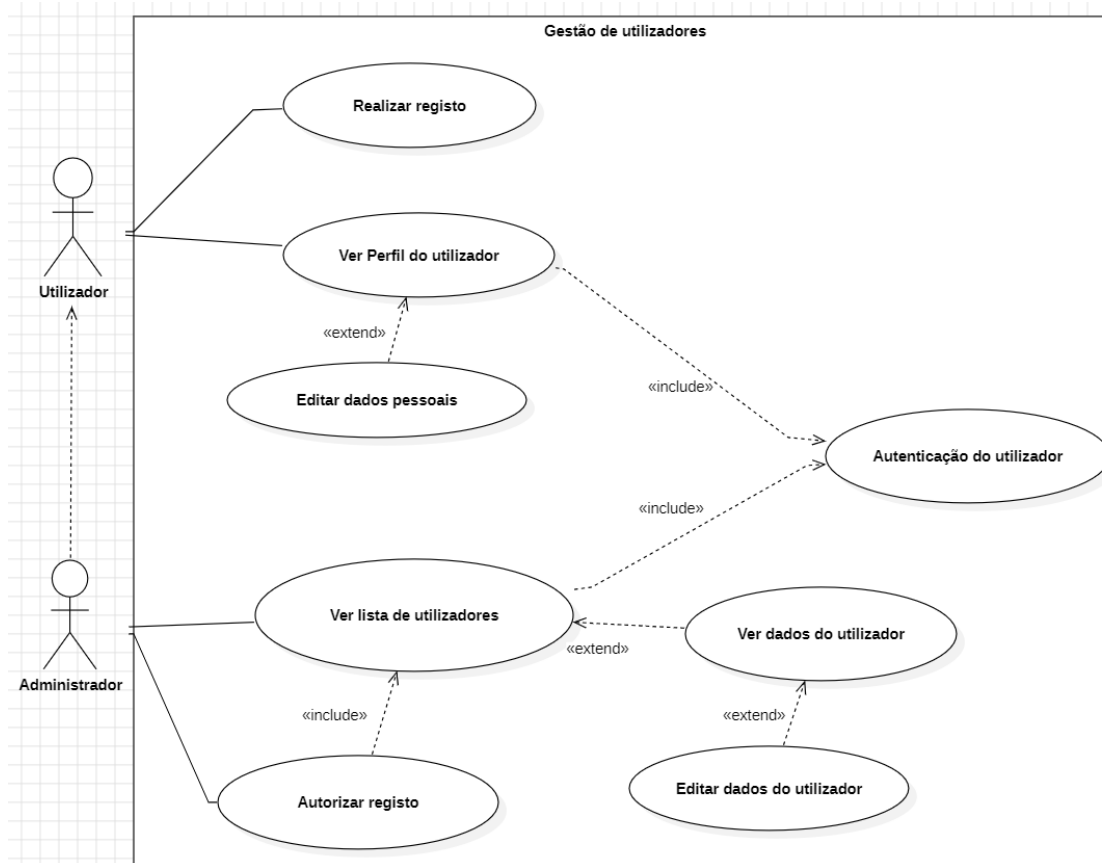 Gestão de utilizadores
Realizar registo
Ver Perfil do utilizador
Utilizador
«extend»
«include»
Editar dados pessoais
Autenticação do utilizador
«include»
Ver lista de utilizadores
Ver dados do utilizador
«extend»
Administrador
«include»
«extend»
Editar dados do utilizador
Autorizar registo